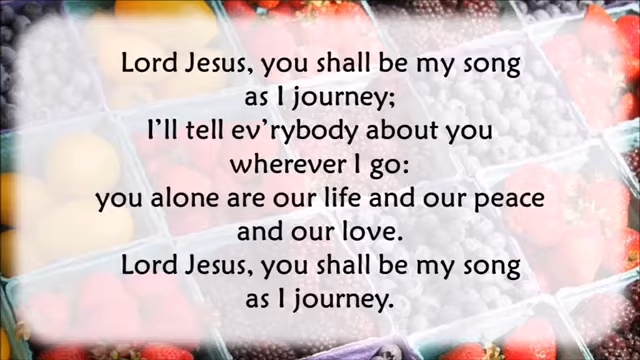 Lord Jesus, you shall be my song
as I journey;
I’ll tell ev’rybody about you
wherever I go:
you alone are our life and our peace
and our love.
Lord Jesus, you shall be my song
as I journey.